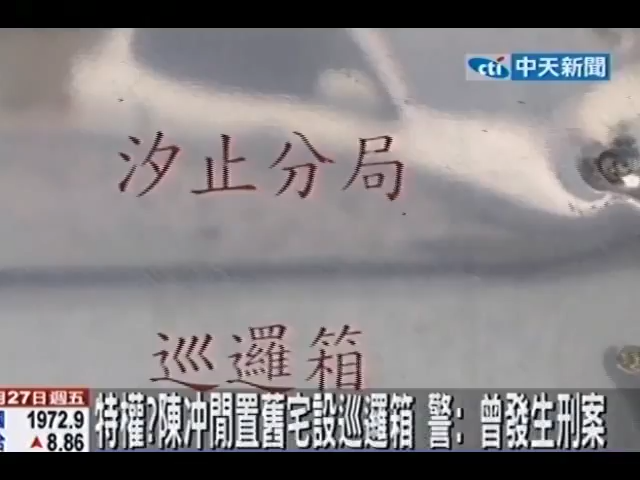 cti 中天新聞
汐止分局
巡邏箱
月27日週五
1972.9
▲8.86
特權?陳冲閒置舊宅設巡邏箱 警: 曾發生刑案